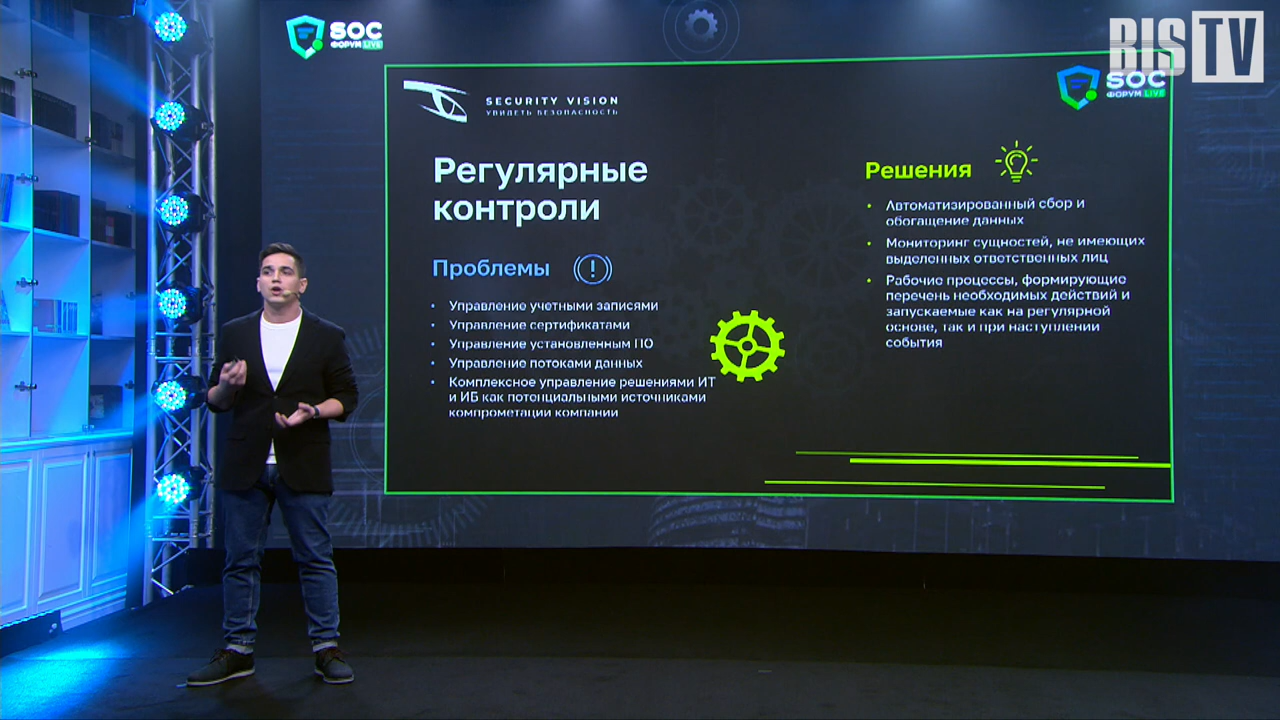 SOC
ФОРУМ LIVE
BIS TV
SECURITY VISION
УВИДЕТЬ БЕЗОПАСНОСТЬ
SOC
ФОРУМ LIVE
Регулярные
контроли
Проблемы
• Управление учетными записями
• Управление сертификатами
• Управление установленным ПО
• Управление потоками данных
• Комплексное управление решениями ИТ
и ИБ как потенциальными источниками
компрометации компании
Решения
• Автоматизированный сбор и
обогащение данных
• Мониторинг сущностей, не имеющих
выделенных ответственных лиц
• Рабочие процессы, формирующие
перечень необходимых действий и
запускаемые как на регулярной
основе, так и при наступлении
события